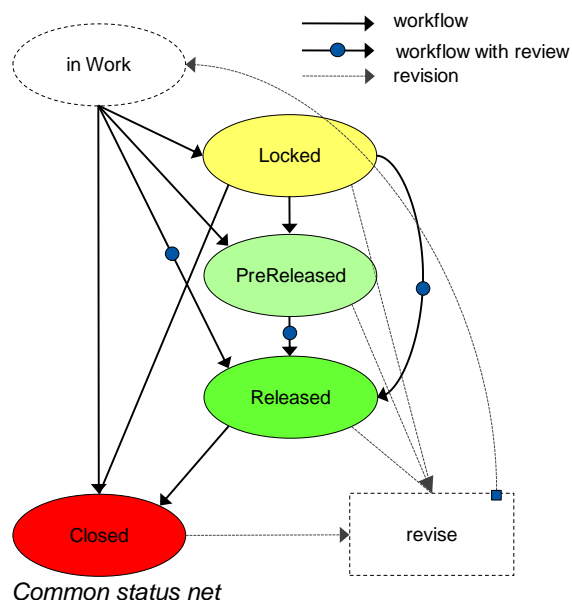 workflow
in Work
workflow with review
revision
Locked
PreReleased
Released
Closed
revise
Common status net